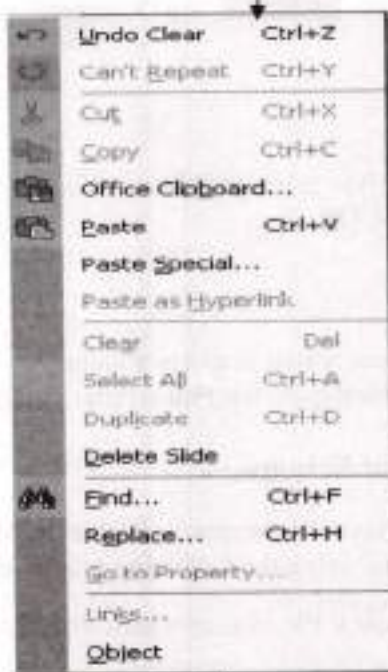 Undo Clear Ctrl+Z
Can't Repeat Ctrl+Y
Cut Ctrl+X
Copy Ctrl+C
Office Clipboard...
Paste Ctrl+V
Paste Special...
Paste as Hyperlink
Clear Del
Select All Ctrl+A
Duplicate Ctrl+D
Delete Slide
Find... Ctrl+F
Replace... Ctrl+H
Go to Property...
Links...
Object